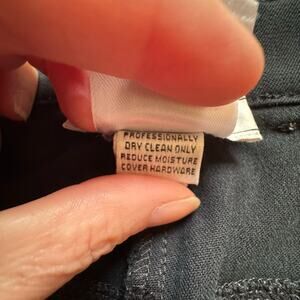 PROFESSIONALLY
DRY CLEAN ONLY
REDUCE MOISTURE
COVER HARDWARE